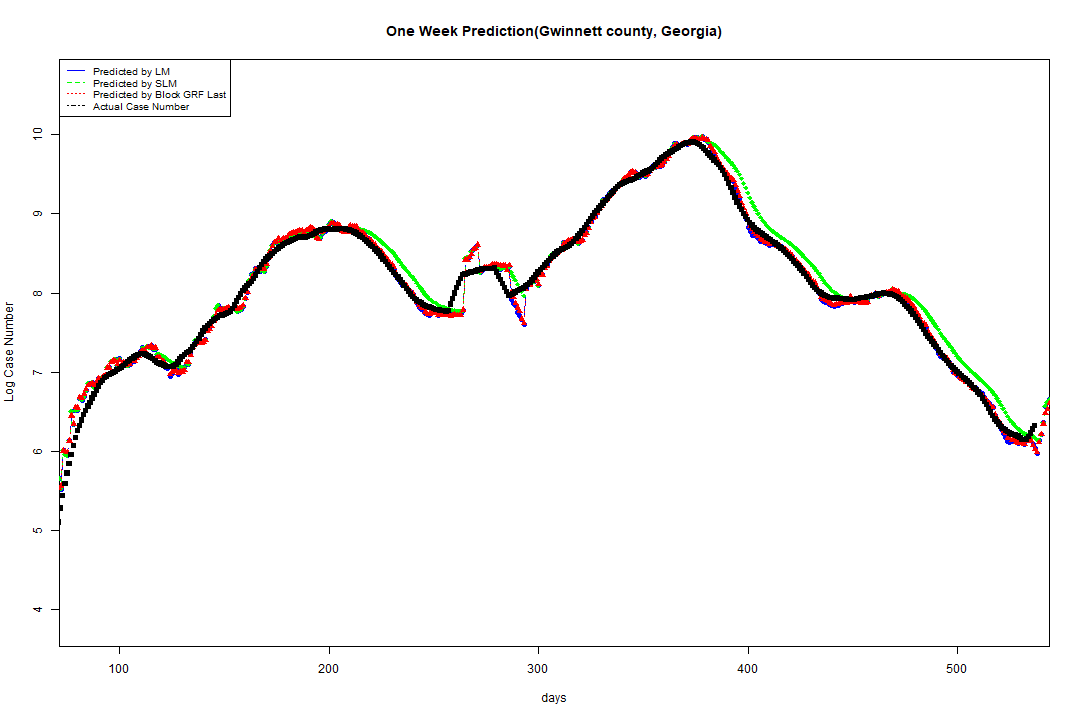 One Week Prediction(Gwinnett county, Georgia)
Predicted by LM
Predicted by SLM
Predicted by Block GRF Last
Actual Case Number
10
9
8
7
6
5
4
Log Case Number
100 200 300 400 500
days